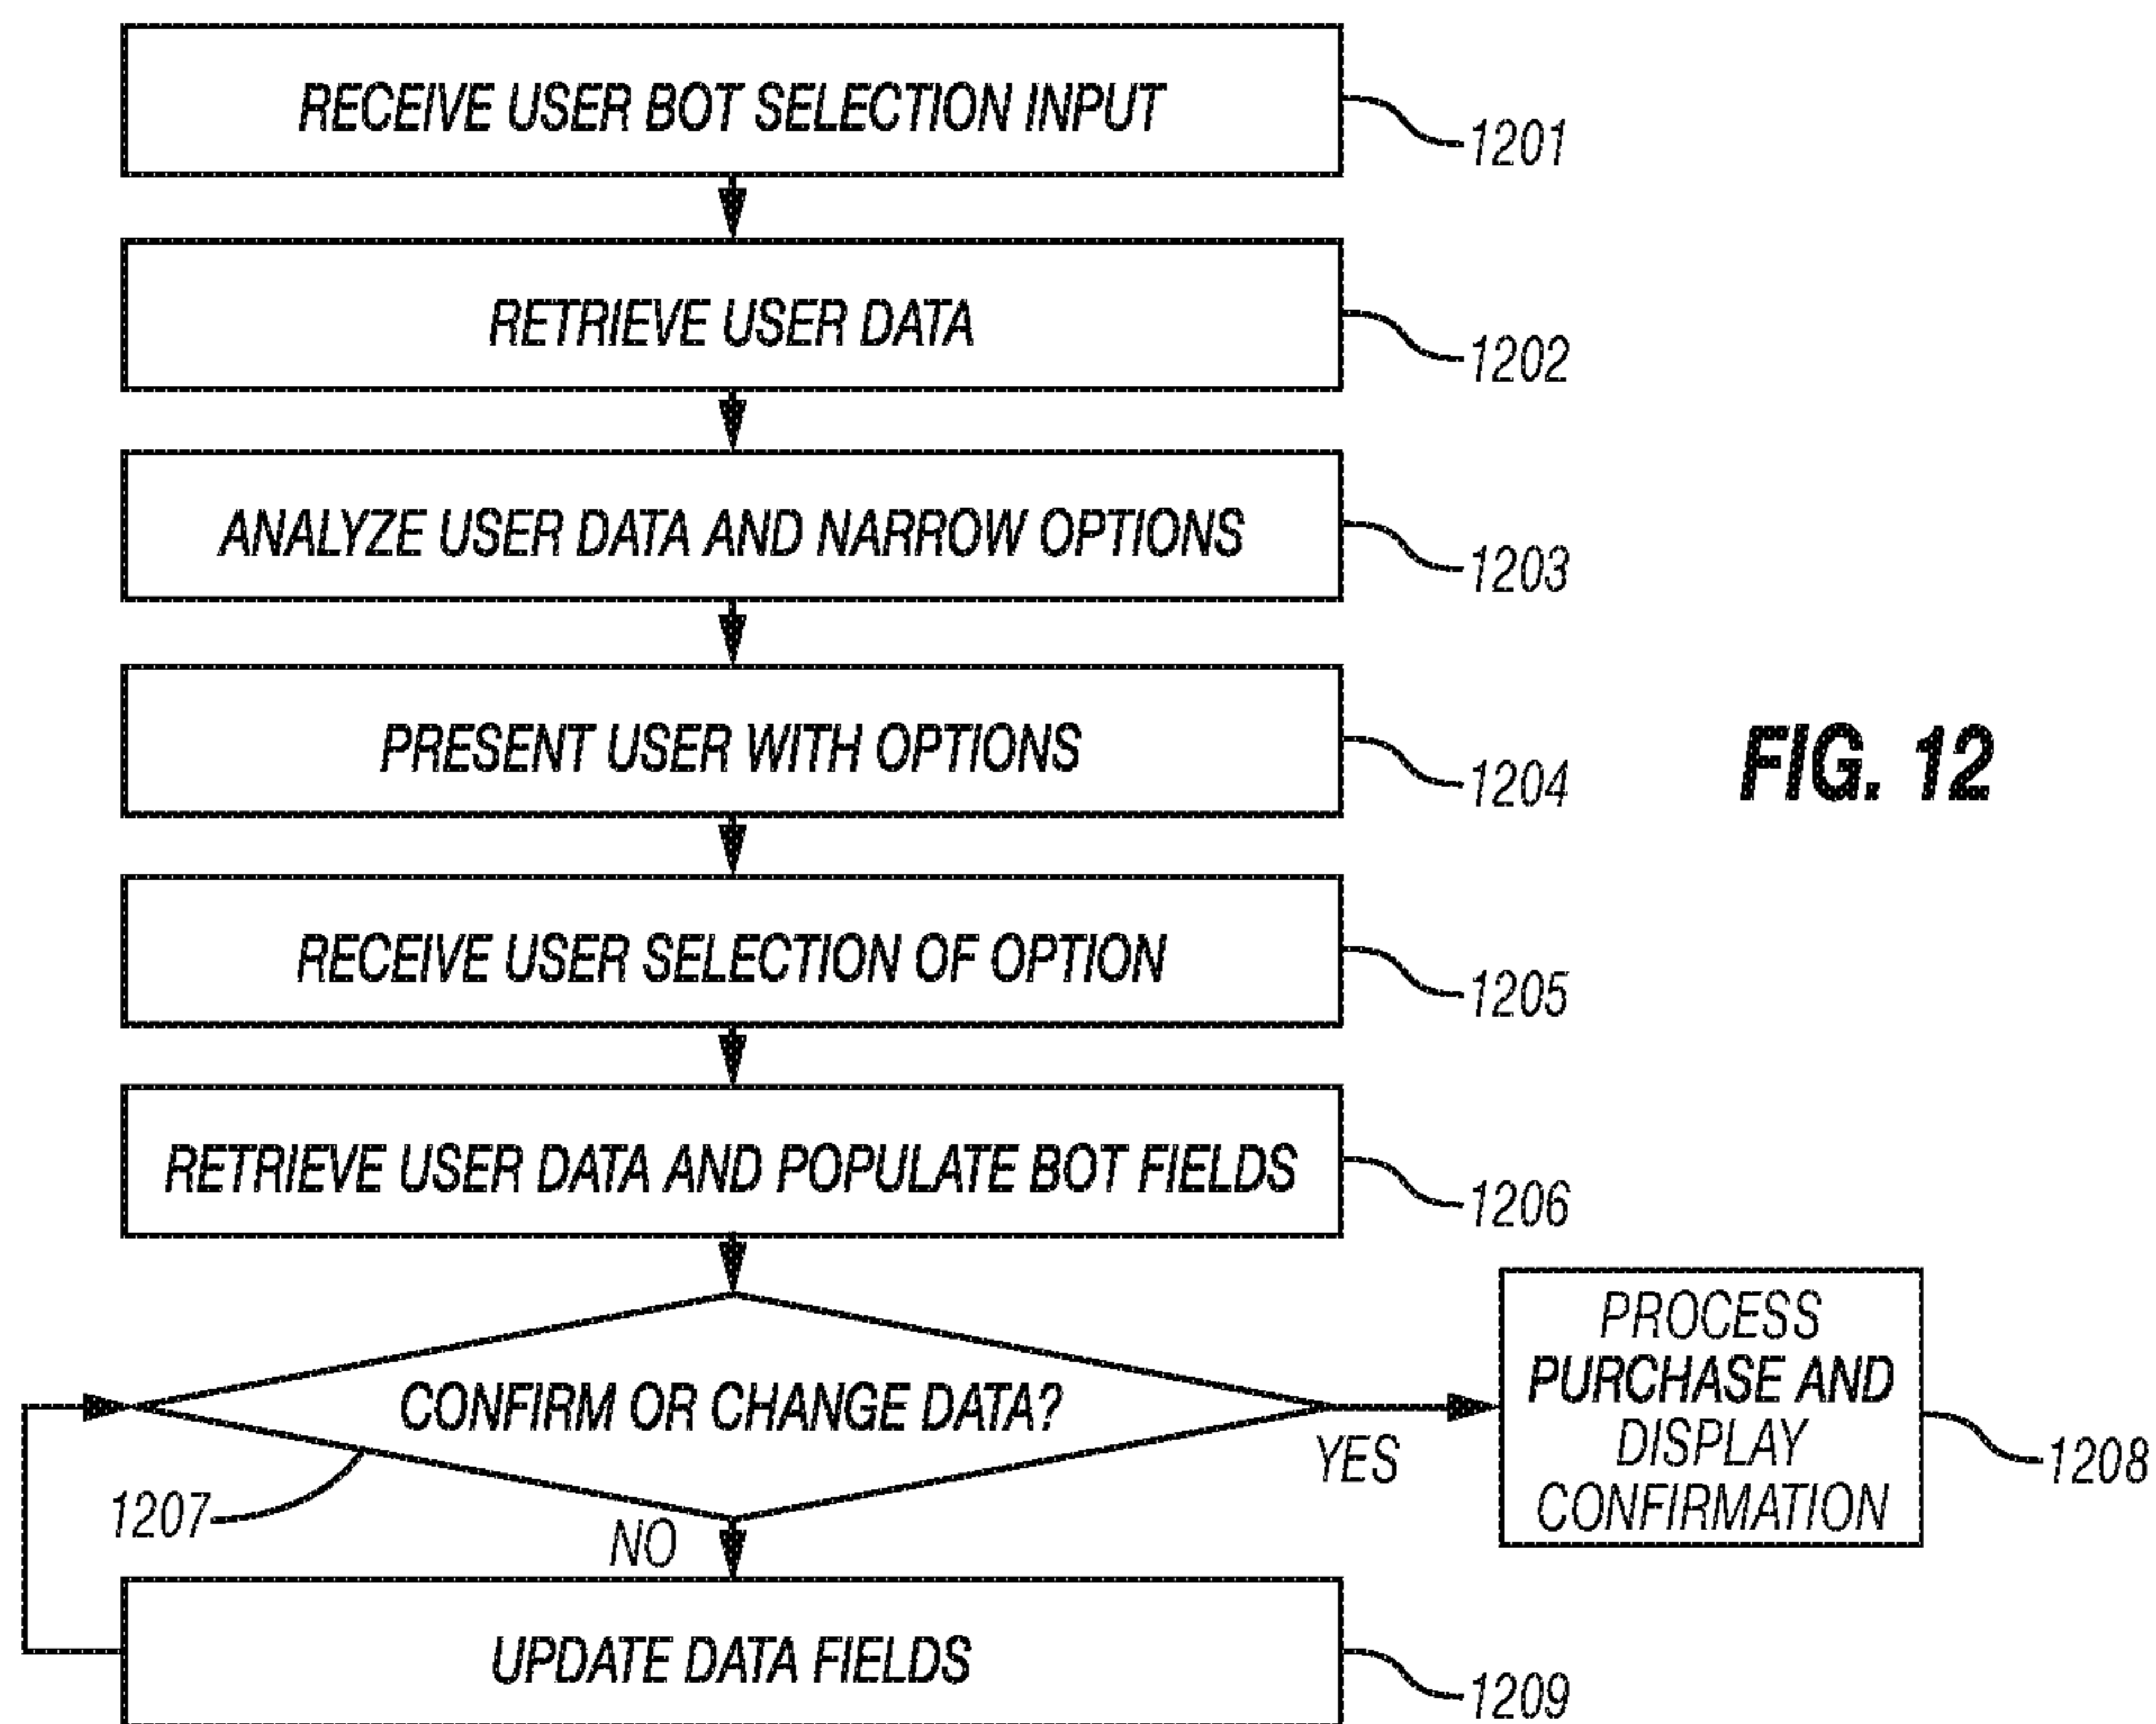 RECEIVE USER BOT SELECTION INPUT
1201
RETRIEVE USER DATA
1202
ANALYZE USER DATA AND NARROW OPTIONS
1203
PRESENT USER WITH OPTIONS
1204
FIG. 12
RECEIVE USER SELECTION OF OPTION
1205
RETRIEVE USER DATA AND POPULATE BOT FIELDS
1206
CONFIRM OR CHANGE DATA?
1207
YES
PROCESS
PURCHASE AND
DISPLAY
CONFIRMATION
1208
NO
UPDATE DATA FIELDS
1209